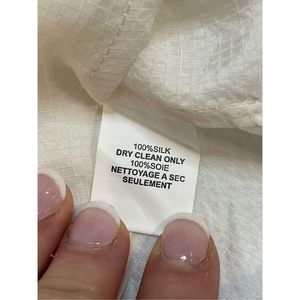 100%SILK
DRY CLEAN ONLY
100%SOIE
NETTOYAGE A SEC
SEULEMENT